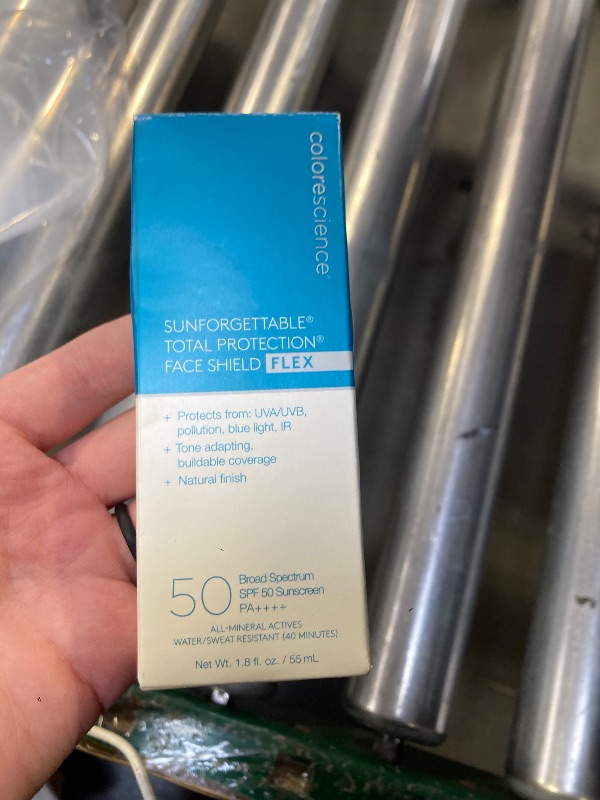 colorescience
SUNFORGETTABLE®
TOTAL PROTECTION®
FACE SHIELD FLEX
+ Protects from: UVA/UVB,
pollution, blue light, IR
+ Tone adapting,
buildable coverage
+ Natural finish
50
Broad Spectrum
SPF 50 Sunscreen
PA++++
ALL-MINERAL ACTIVES
WATER/SWEAT RESISTANT (40 MINUTES)
Net Wt. 1.8 fl. oz. / 55 mL